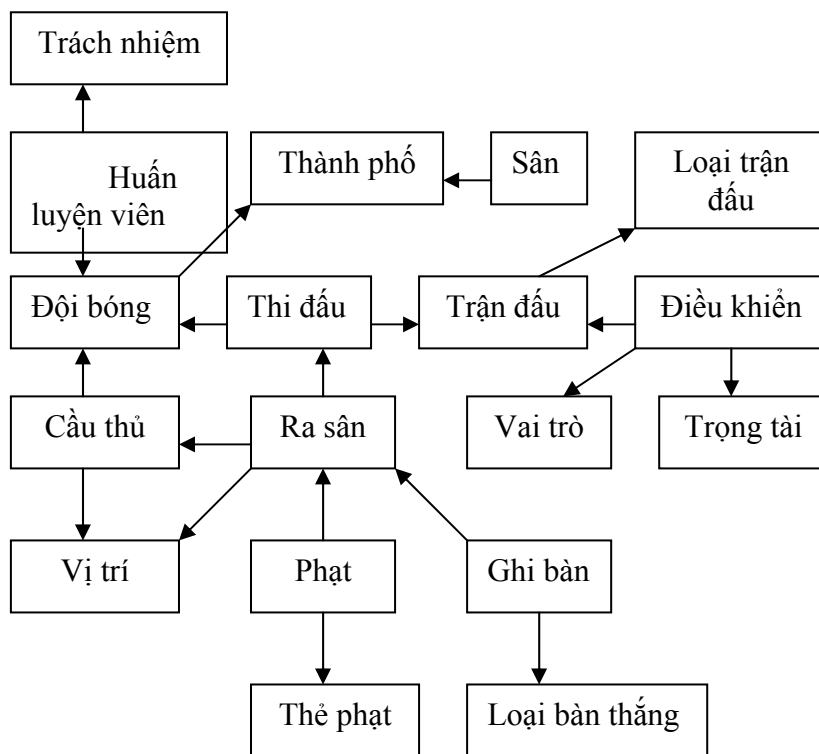 Trách nhiệm
Huấn
luyện viên
Thành phố
Sân
Loại trận
đấu
Đội bóng
Thi đấu
Trận đấu
Điều khiển
Cầu thủ
Ra sân
Vai trò
Trọng tài
Vị trí
Phạt
Ghi bàn
Thẻ phạt
Loại bàn thắng